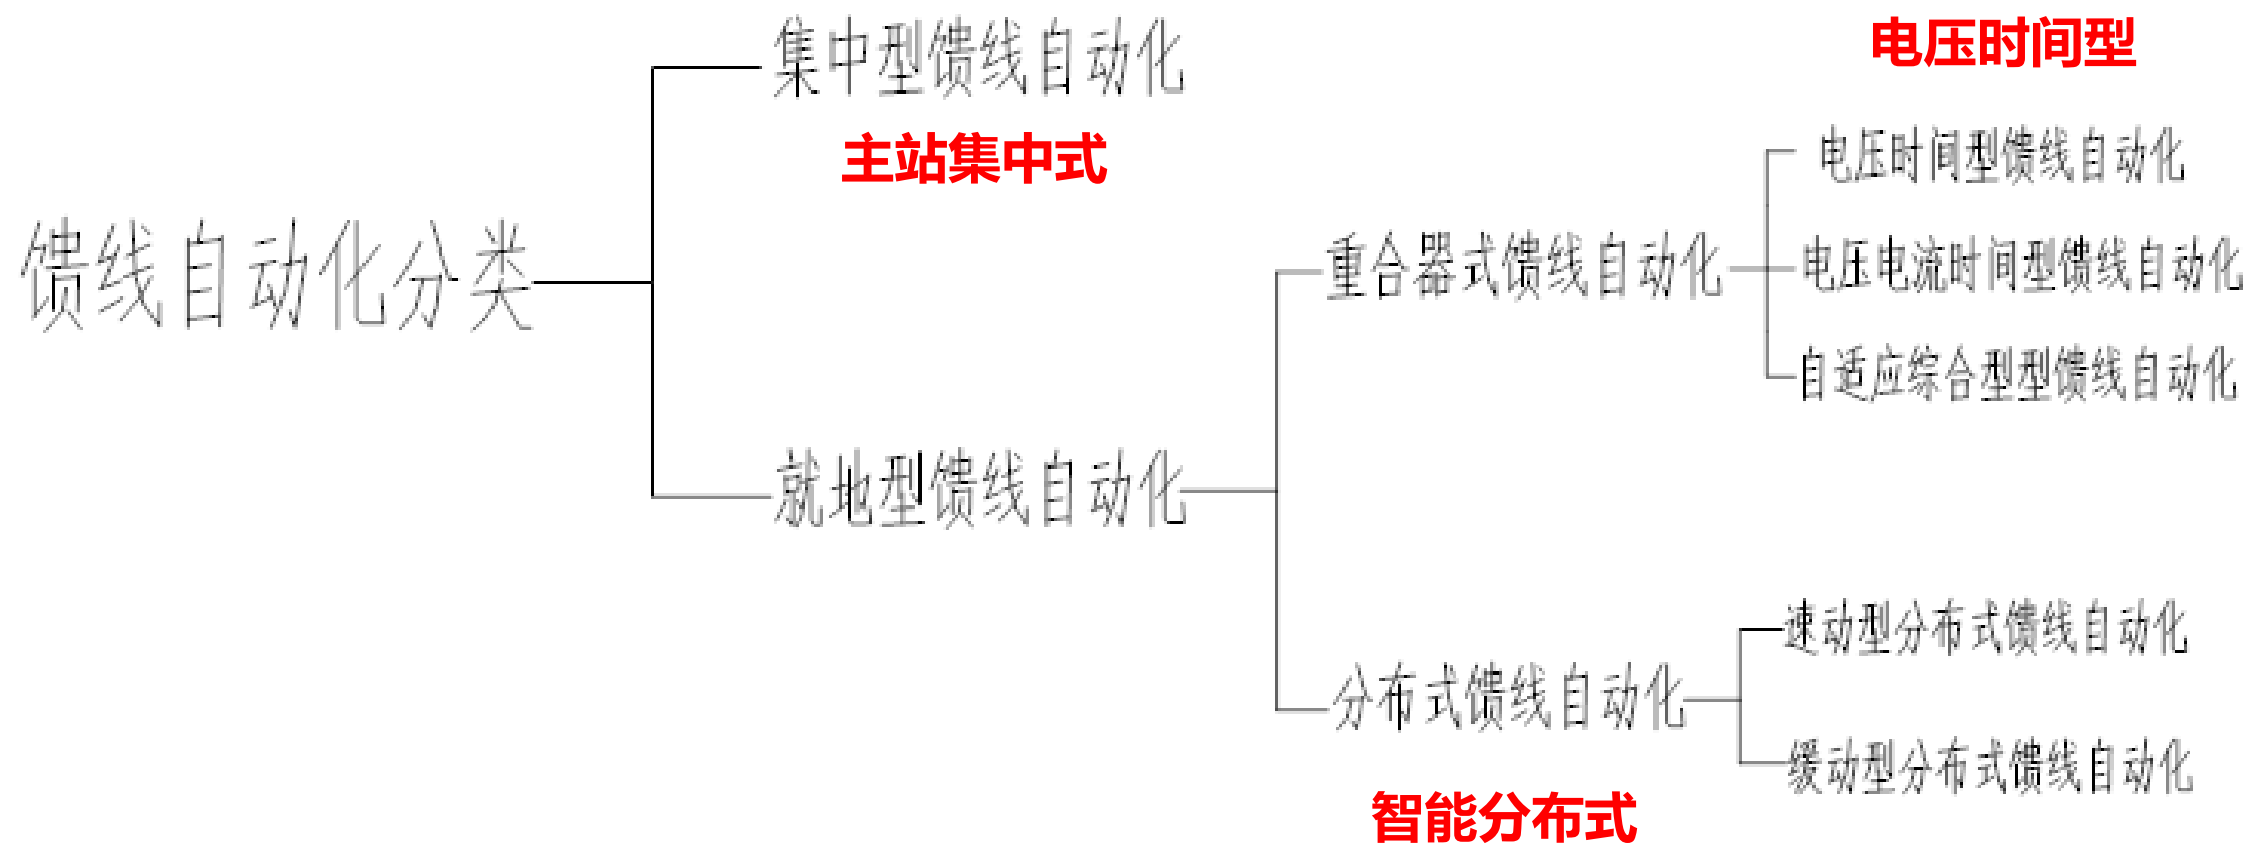 电压时间型
集中型馈线自动化
主站集中式
电压时间型馈线自动化
馈线自动化分类
重合器式馈线自动化
电压电流时间型馈线自动化
自适应综合型型馈线自动化
就地型馈线自动化
速动型分布式馈线自动化
分布式馈线自动化
缓动型分布式馈线自动化
智能分布式